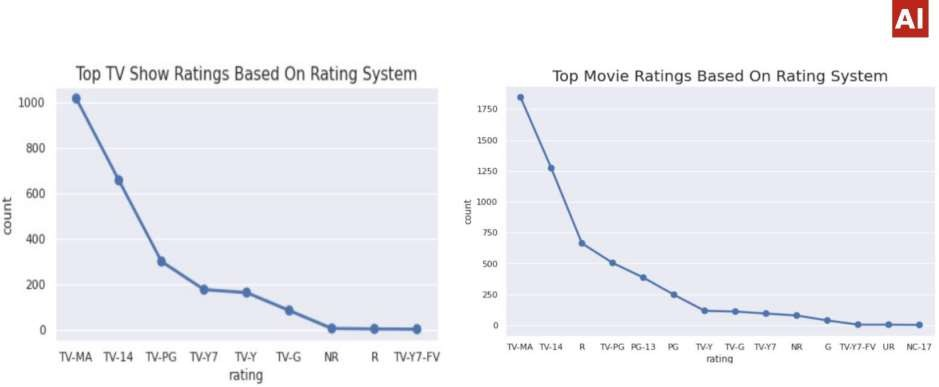 AI
Top TV Show Ratings Based On Rating System
1000
800
600
400
200
0
count
TV-MA TV-14 TV-PG TV-Y7 TV-Y TV-G NR R TV-Y7-FV
rating
Top Movie Ratings Based On Rating System
1750
1500
1250
1000
750
500
250
0
count
TV-MA TV-14 R TV-PG PG-13 PG TV-Y TV-G TV-Y7 NR G TV-Y7-FV UR NC-17
rating